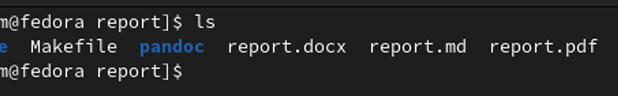 m@fedora report]$ ls
e Makefile pandoc report.docx report.md report.pdf
m@fedora report]$